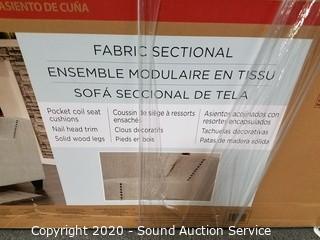 ASIENTO DE CUÑA
FABRIC SECTIONAL
ENSEMBLE MODULAIRE EN TISSU
SOFÁ SECCIONAL DE TELA
Pocket coil seat
cushions
Nail head trim
Solid wood legs
Coussin de siège à ressorts
ensachés
Clous décoratifs
Pieds en bois
Asientos acojinados con
resortes encapsulados
Tachuelas decorativas
Patas de madera sólida
Copyright 2020 - Sound Auction Service